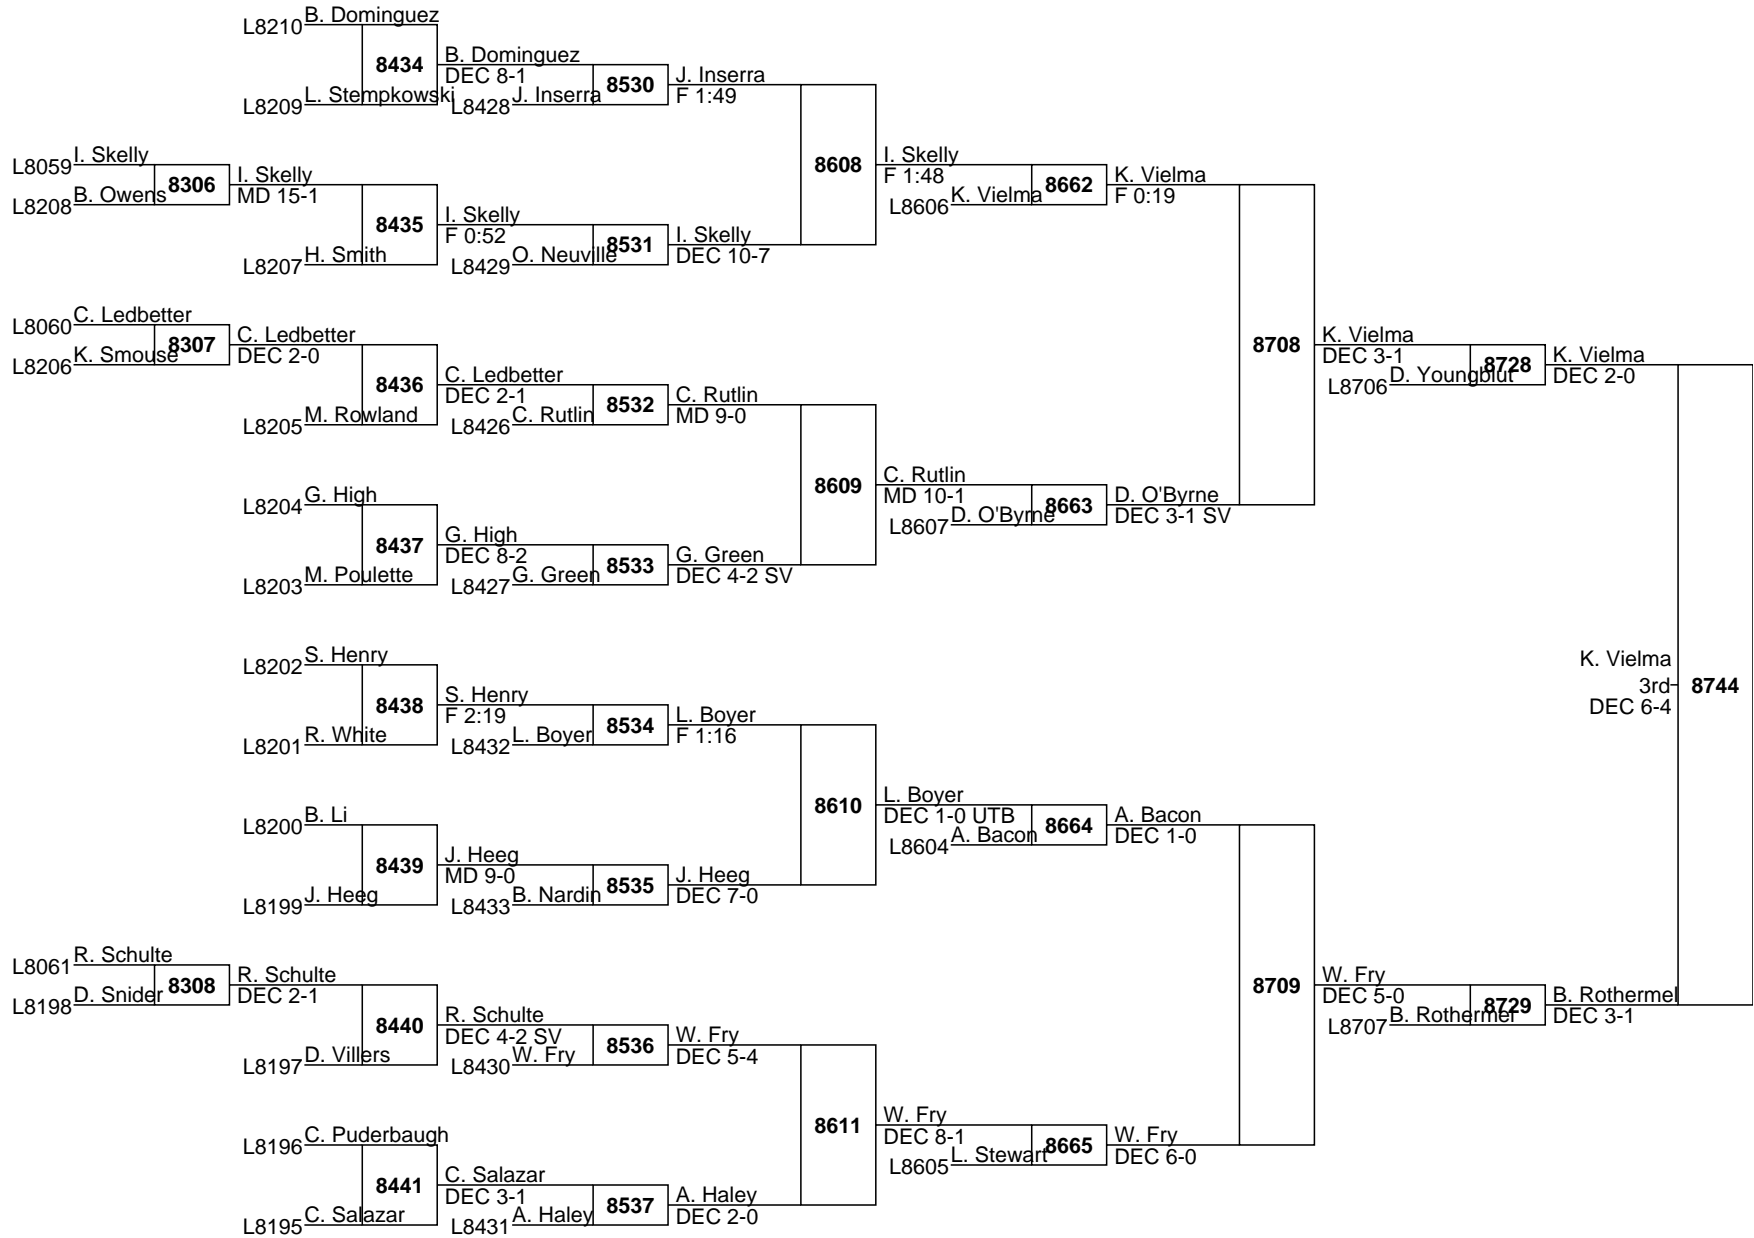 L8210 B. Dominguez
8434
L8209 L. Stempkowski
B. Dominguez
DEC 8-1
L8428 J. Inserra
8530
J. Inserra
F 1:49
L8059 I. Skelly
8306
L8208 B. Owens
I. Skelly
MD 15-1
8435
L8207 H. Smith
I. Skelly
F 0:52
L8429 O. Neuville
8531
I. Skelly
DEC 10-7
8608
I. Skelly
F 1:48
L8606 K. Vielma
8662
K. Vielma
F 0:19
L8060 C. Ledbetter
8307
L8206 K. Smouse
C. Ledbetter
DEC 2-0
8436
L8205 M. Rowland
C. Ledbetter
DEC 2-1
L8426 C. Rutlin
8532
C. Rutlin
MD 9-0
L8204 G. High
8437
L8203 M. Poulette
G. High
DEC 8-2
L8427 G. Green
8533
G. Green
DEC 4-2 SV
8609
C. Rutlin
MD 10-1
L8607 D. O'Byrne
8663
D. O'Byrne
DEC 3-1 SV
8708
K. Vielma
DEC 3-1
L8706 D. Youngblut
8728
K. Vielma
DEC 2-0
L8202 S. Henry
8438
L8201 R. White
S. Henry
F 2:19
L8432 L. Boyer
8534
L. Boyer
F 1:16
L8200 B. Li
8439
L8199 J. Heeg
J. Heeg
MD 9-0
L8433 B. Nardin
8535
J. Heeg
DEC 7-0
8610
L. Boyer
DEC 1-0 UTB
L8604 A. Bacon
8664
A. Bacon
DEC 1-0
L8061 R. Schulte
8308
L8198 D. Snider
R. Schulte
DEC 2-1
8440
L8197 D. Villers
R. Schulte
DEC 4-2 SV
L8430 W. Fry
8536
W. Fry
DEC 5-4
L8196 C. Puderbaugh
8441
L8195 C. Salazar
C. Salazar
DEC 3-1
L8431 A. Haley
8537
A. Haley
DEC 2-0
8611
W. Fry
DEC 8-1
L8605 L. Stewart
8665
W. Fry
DEC 6-0
8709
W. Fry
DEC 5-0
L8707 B. Rothermel
8729
B. Rothermel
DEC 3-1
K. Vielma
3rd
DEC 6-4
8744